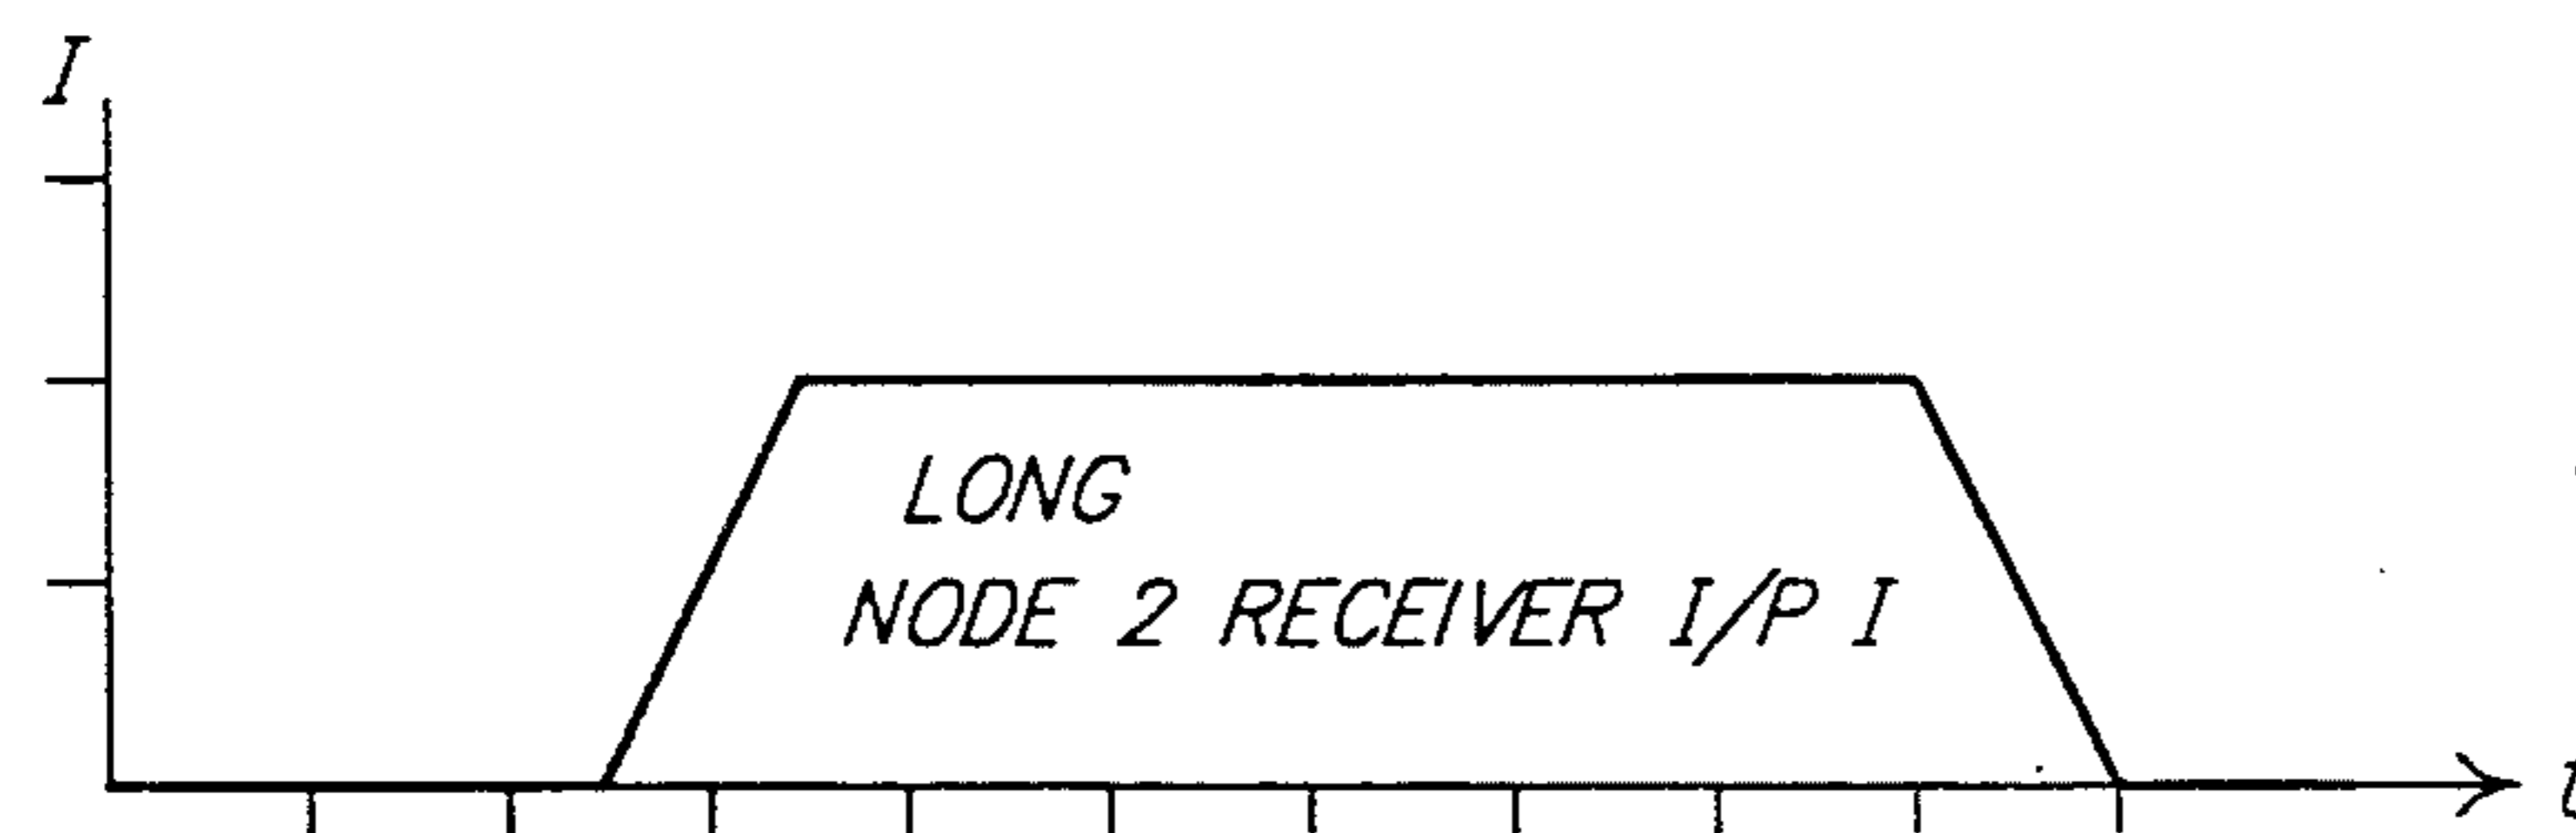 I
LONG
NODE 2 RECEIVER I/P I
t